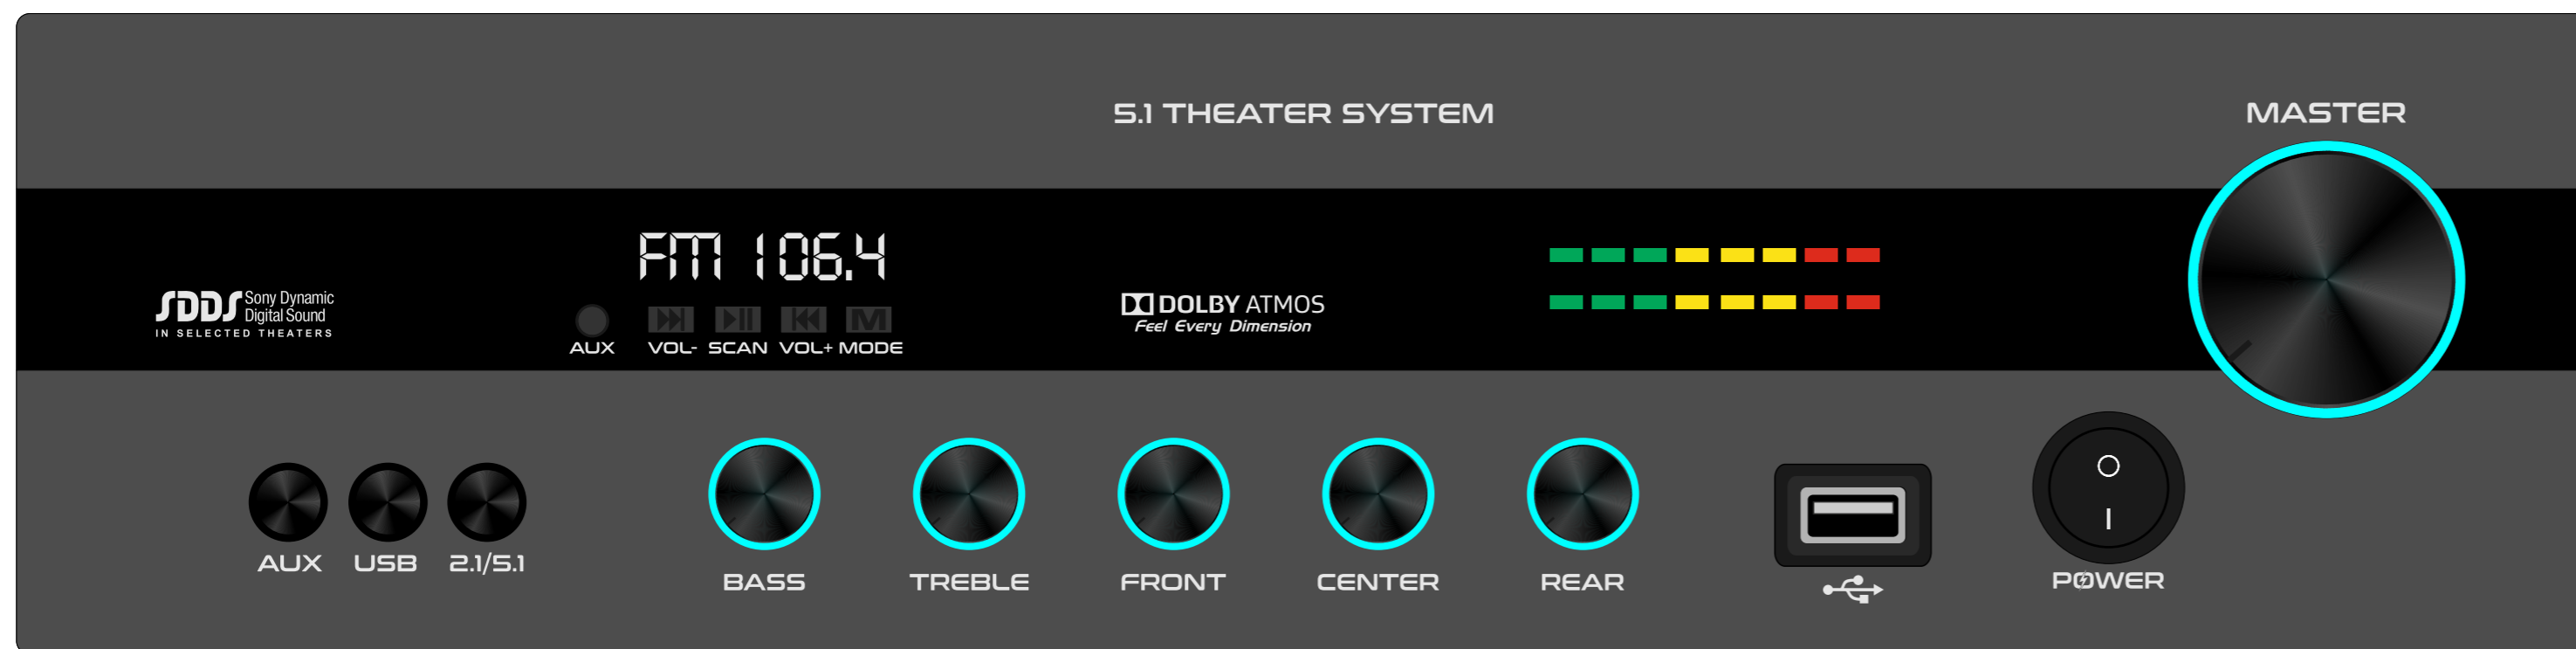 5.1 THEATER SYSTEM
MASTER
FM 106.4
SDDS Sony Dynamic
Digital Sound
IN SELECTED THEATERS
DOLBY ATMOS
Feel Every Dimension
M
AUX VOL- SCAN VOL+ MODE
AUX USB 2.1/5.1
BASS TREBLE FRONT CENTER REAR
POWER